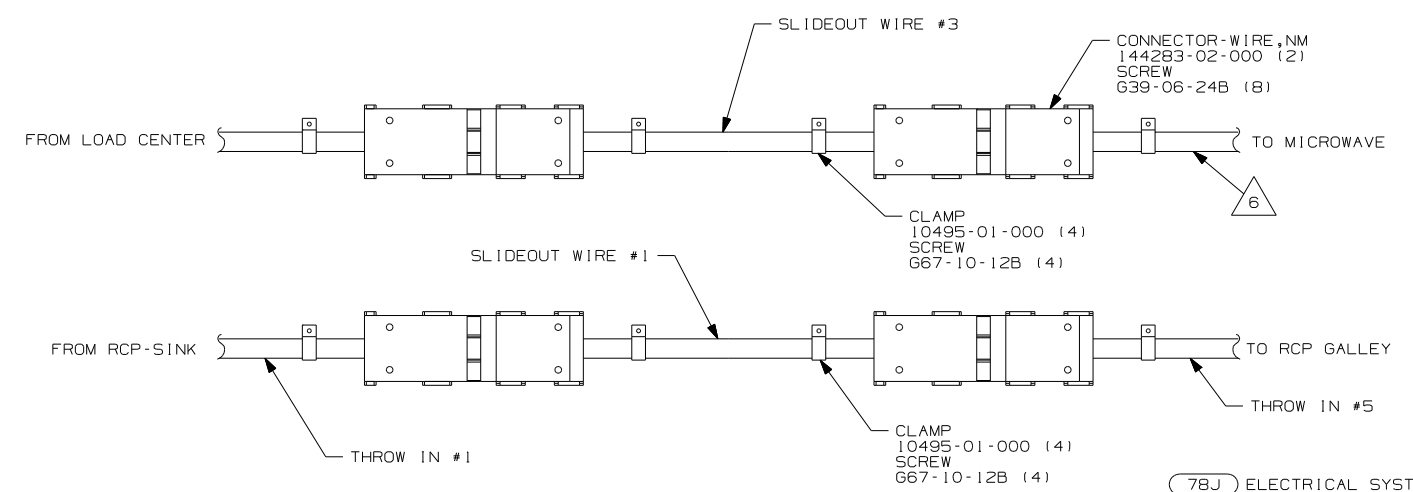 SLIDEOUT WIRE #3
CONNECTOR-WIRE,NM
144283-02-000 (2)
SCREW
G39-06-24B (8)
FROM LOAD CENTER
TO MICROWAVE
6
CLAMP
10495-01-000 (4)
SCREW
G67-10-12B (4)
SLIDEOUT WIRE #1
FROM RCP-SINK
TO RCP GALLEY
THROW IN #5
CLAMP
10495-01-000 (4)
SCREW
G67-10-12B (4)
THROW IN #1
78J ELECTRICAL SYST